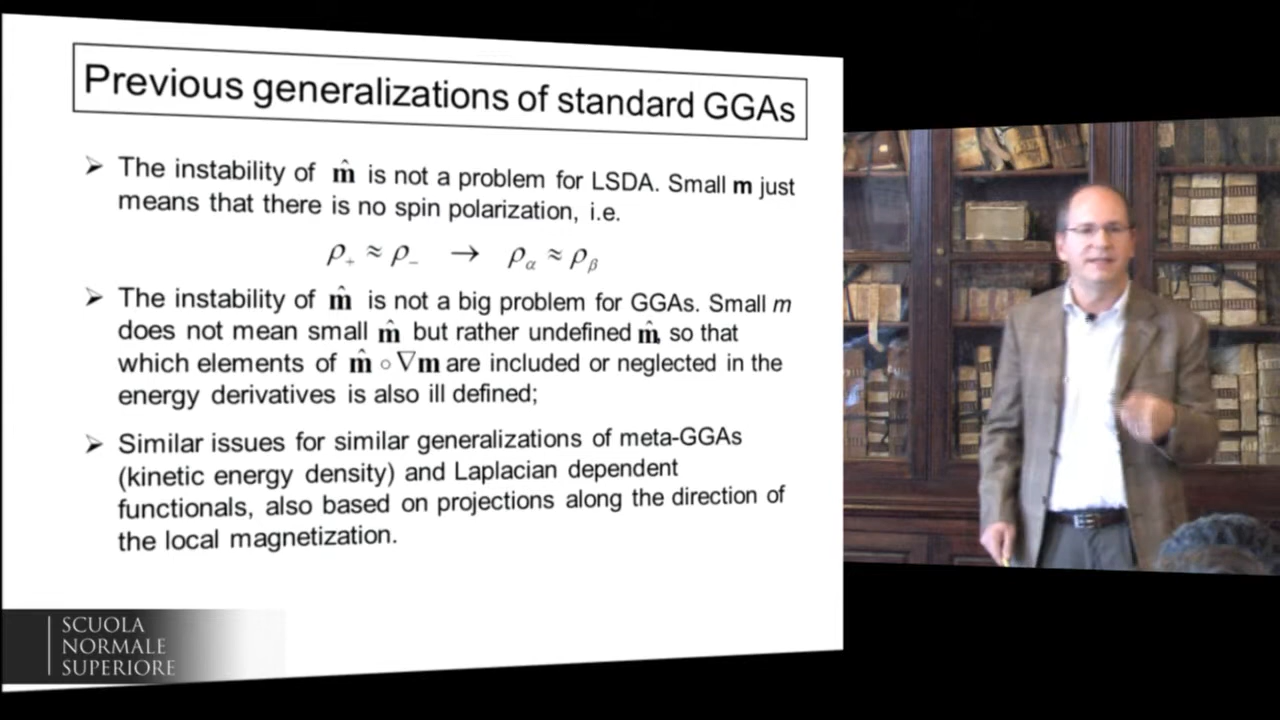 Previous generalizations of standard GGAs
➢ The instability of m̂ is not a problem for LSDA. Small m just
means that there is no spin polarization, i.e.
ρ₊ ≈ ρ₋ → ρα ≈ ρβ
➢ The instability of m̂ is not a big problem for GGAs. Small m
does not mean small m̂ but rather undefined m̂, so that
which elements of m̂ ∘ ∇m are included or neglected in the
energy derivatives is also ill defined;
➢ Similar issues for similar generalizations of meta-GGAs
(kinetic energy density) and Laplacian dependent
functionals, also based on projections along the direction of
the local magnetization.
SCUOLA
NORMALE
SUPERIORE